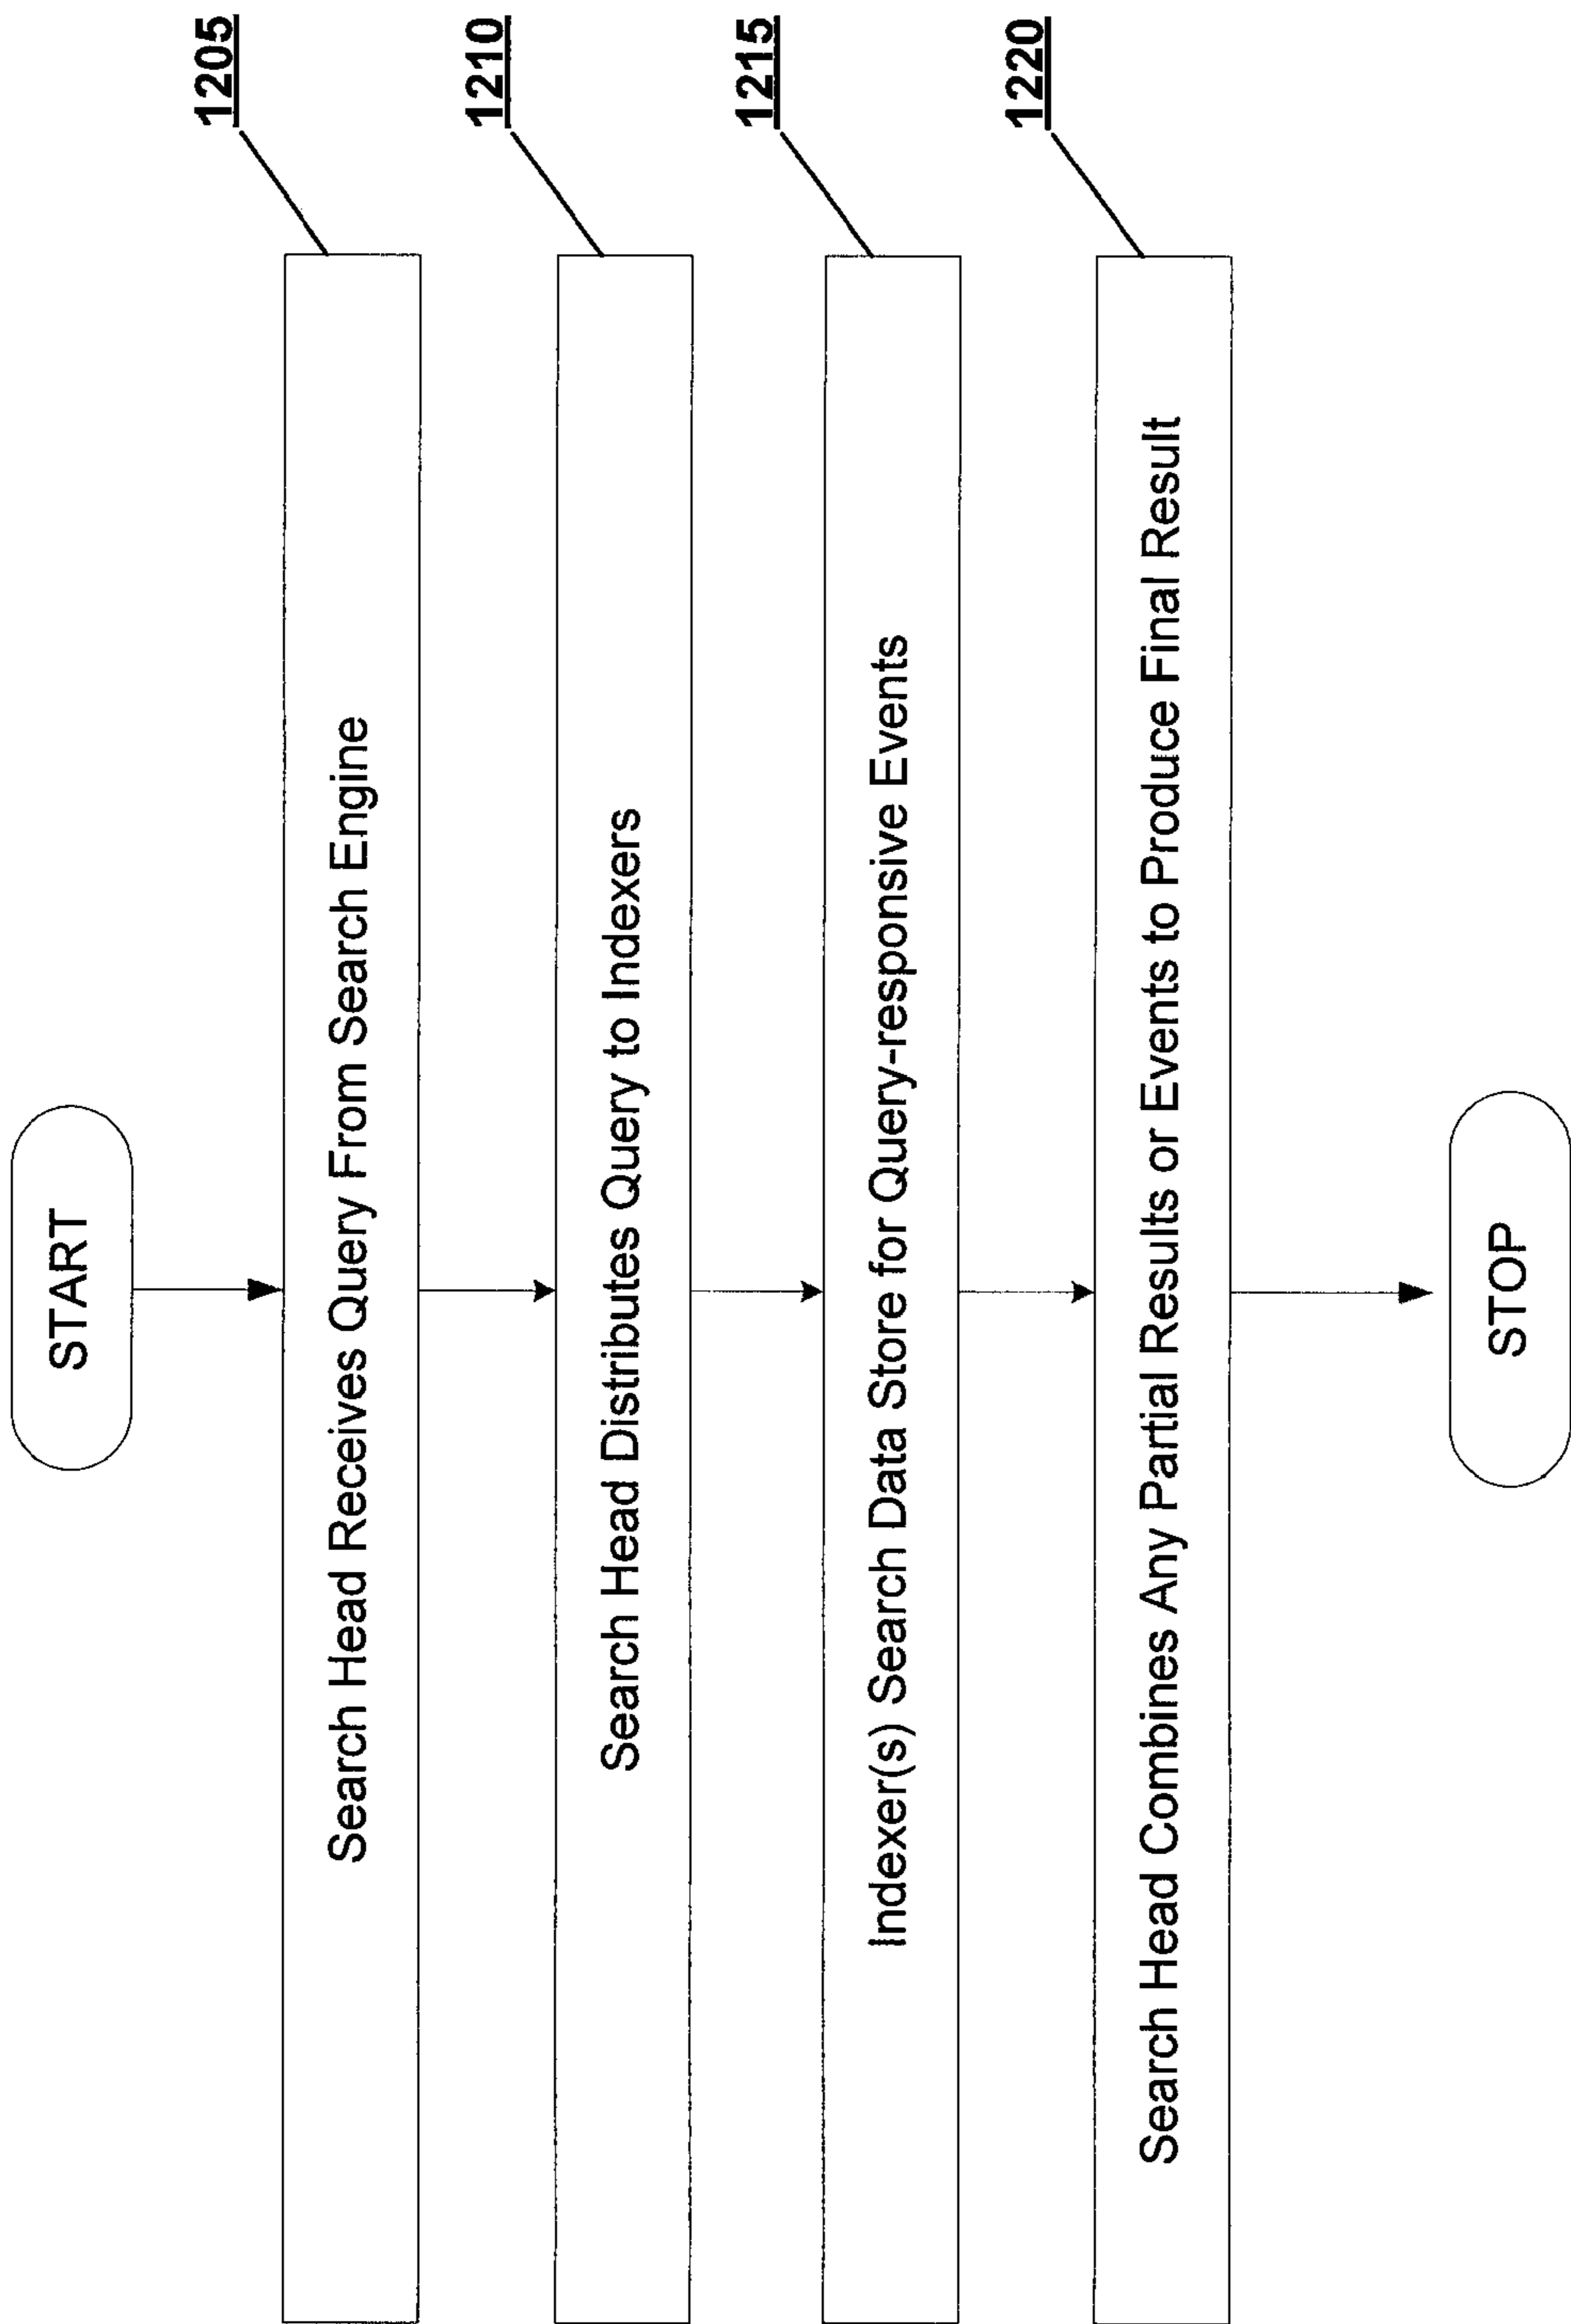 START
1205
Search Head Receives Query From Search Engine
1210
Search Head Distributes Query to Indexers
1215
Indexer(s) Search Data Store for Query-responsive Events
1220
Search Head Combines Any Partial Results or Events to Produce Final Result
STOP